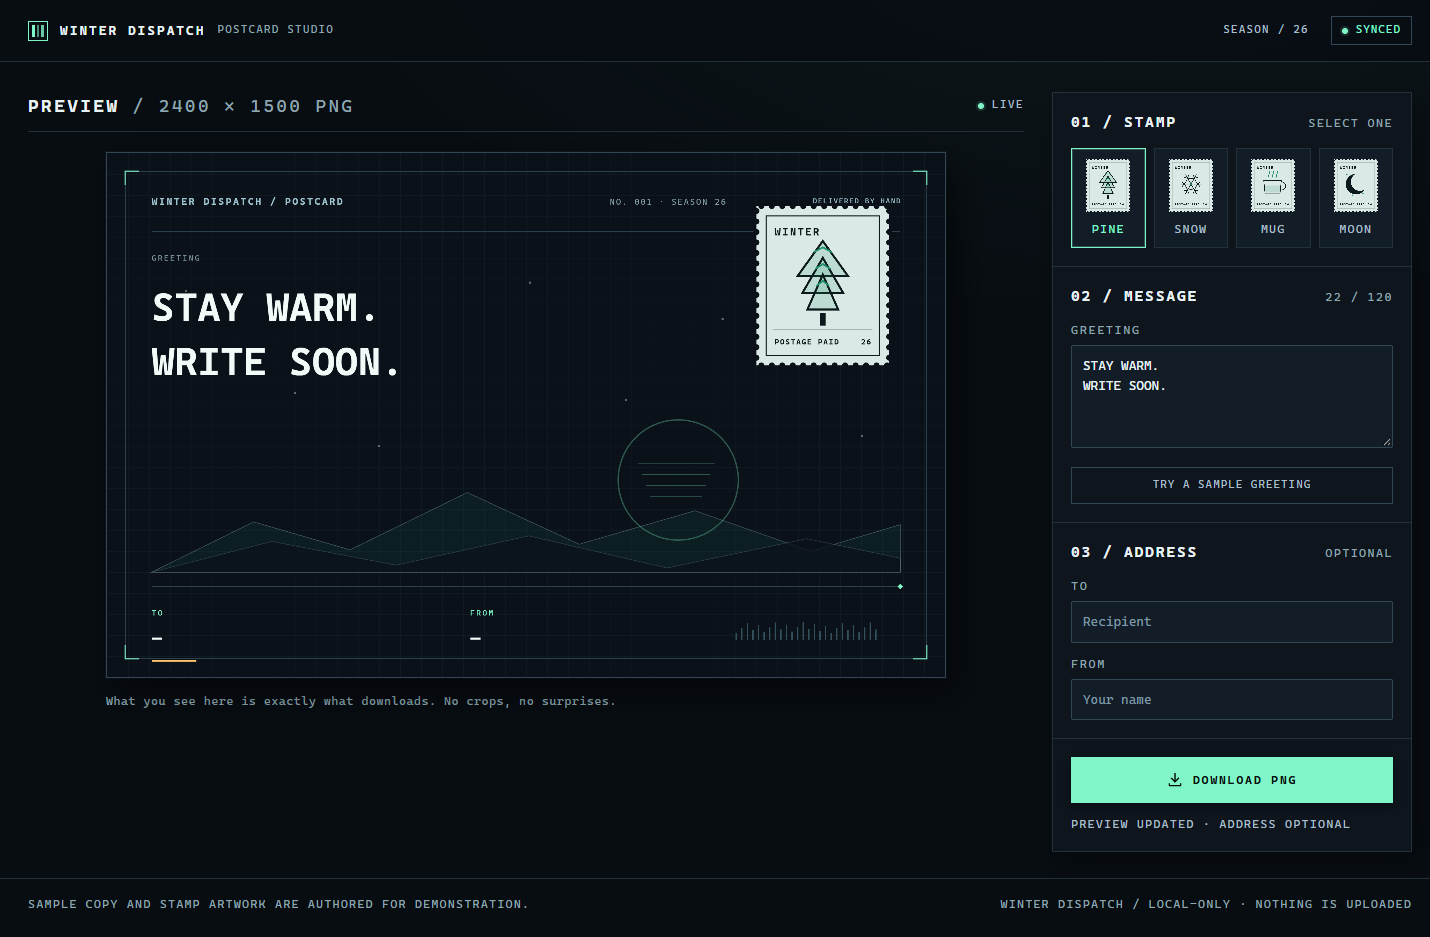 WINTER DISPATCH POSTCARD STUDIO
SEASON / 26
SYNCED
PREVIEW / 2400 × 1500 PNG
LIVE
WINTER DISPATCH / POSTCARD
NO. 001 · SEASON 26
DELIVERED BY HAND
WINTER
POSTAGE PAID 26
GREETING
STAY WARM.
WRITE SOON.
TO
FROM
—
—
What you see here is exactly what downloads. No crops, no surprises.
01 / STAMP
SELECT ONE
PINE
SNOW
MUG
MOON
02 / MESSAGE
22 / 120
GREETING
STAY WARM.
WRITE SOON.
TRY A SAMPLE GREETING
03 / ADDRESS
OPTIONAL
TO
Recipient
FROM
Your name
DOWNLOAD PNG
PREVIEW UPDATED · ADDRESS OPTIONAL
SAMPLE COPY AND STAMP ARTWORK ARE AUTHORED FOR DEMONSTRATION.
WINTER DISPATCH / LOCAL-ONLY · NOTHING IS UPLOADED